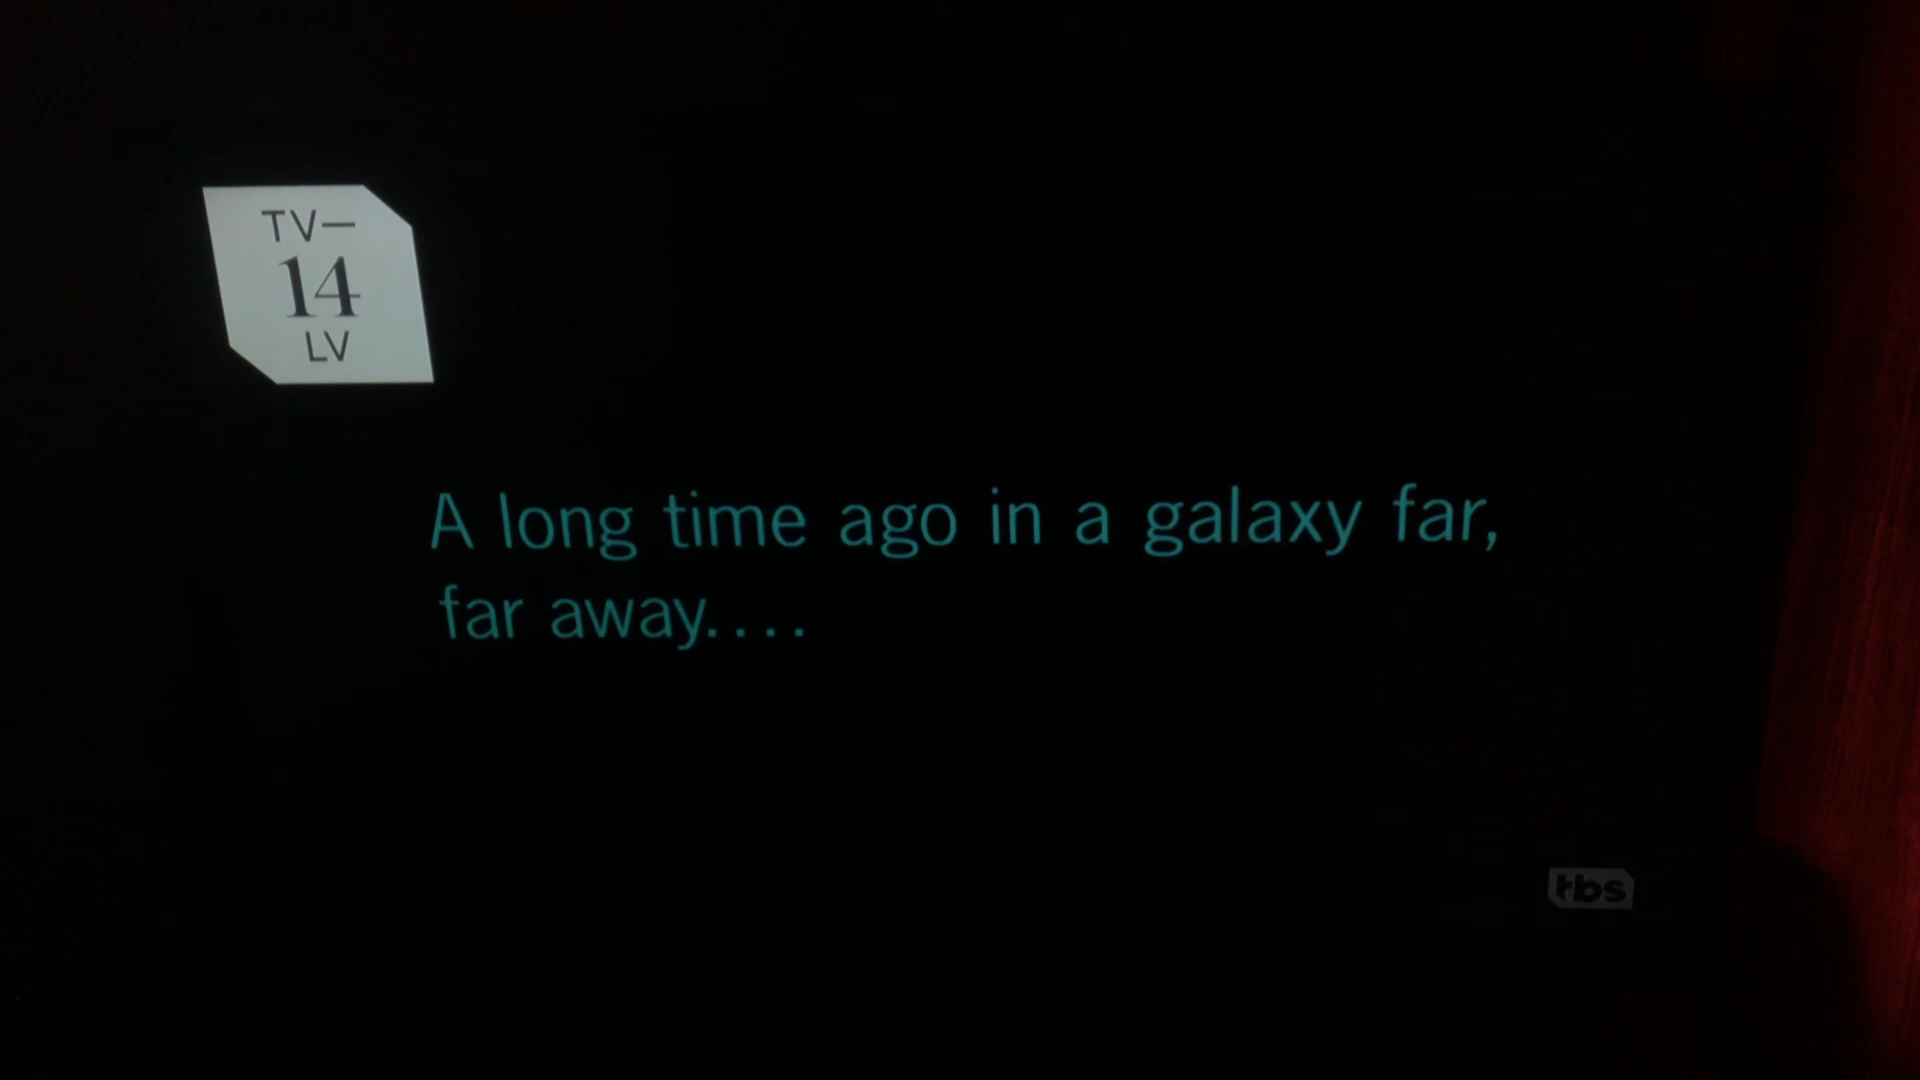 TV—
14
LV
A long time ago in a galaxy far,
far away....
tbs